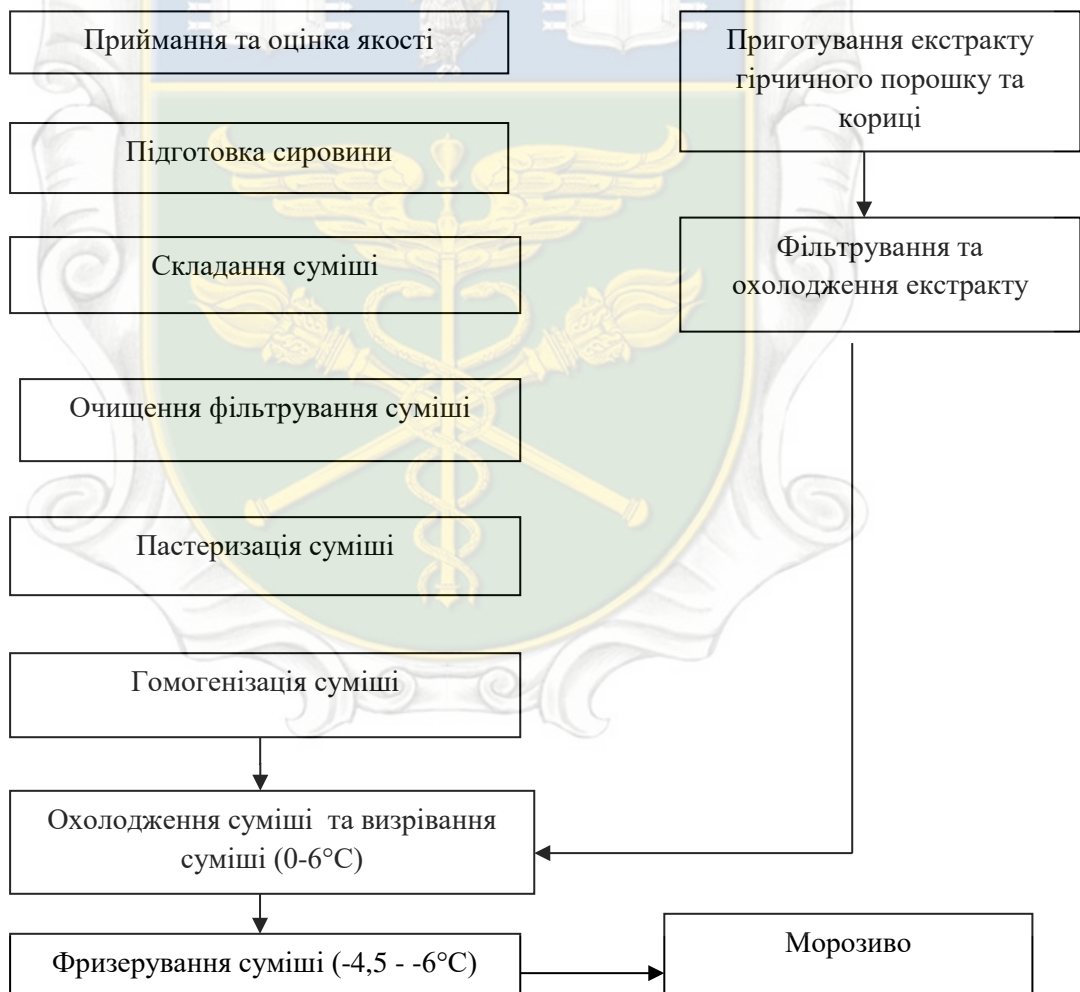 Приймання та оцінка якості
Підготовка сировини
Складання суміші
Очищення фільтрування суміші
Пастеризація суміші
Гомогенізація суміші
Приготування екстракту
гірчичного порошку та
кориці
Фільтрування та
охолодження екстракту
Охолодження суміші та визрівання
суміші (0-6°С)
Фризерування суміші (-4,5 - -6°С)
Морозиво